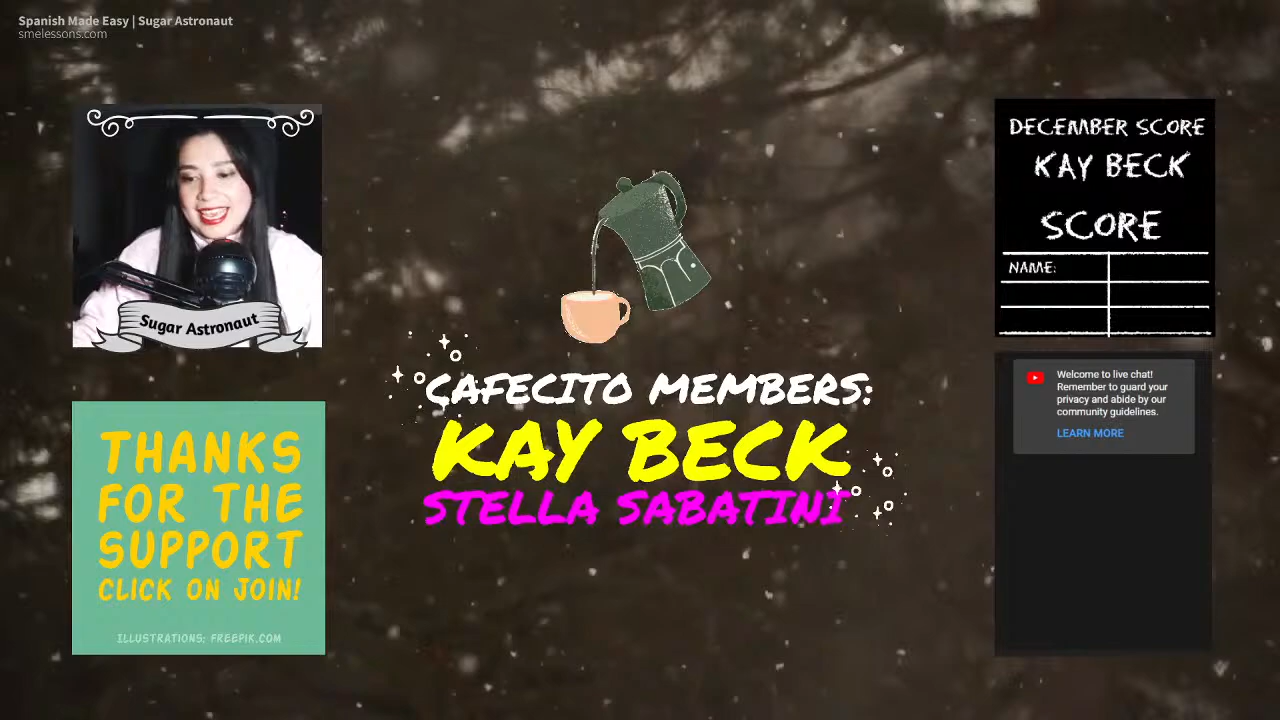 Spanish Made Easy | Sugar Astronaut
smelessons.com
Sugar Astronaut
THANKS
FOR THE
SUPPORT
CLICK ON JOIN!
ILLUSTRATIONS: FREEPIK.COM
CAFECITO MEMBERS:
KAY BECK
STELLA SABATINI
DECEMBER SCORE
KAY BECK
SCORE
NAME:
Welcome to live chat!
Remember to guard your
privacy and abide by our
community guidelines.
LEARN MORE